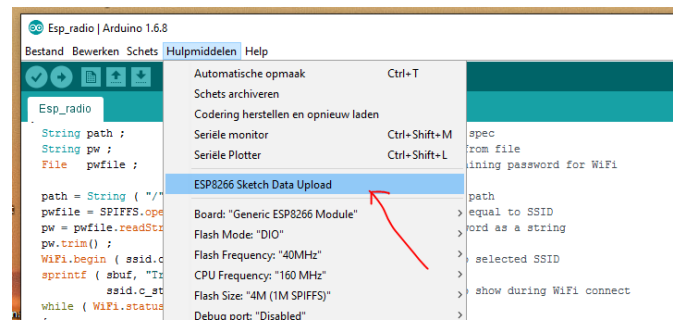 Esp_radio | Arduino 1.6.8
Bestand Bewerken Schets Hulpmiddelen Help
Automatische opmaak Ctrl+T
Schets archiveren
Codering herstellen en opnieuw laden
Seriële monitor Ctrl+Shift+M
Seriële Plotter Ctrl+Shift+L
ESP8266 Sketch Data Upload
Board: "Generic ESP8266 Module"
Flash Mode: "DIO"
Flash Frequency: "40MHz"
CPU Frequency: "160 MHz"
Flash Size: "4M (1M SPIFFS)"
Debug port: "Disabled"
Esp_radio
String path ; spec
String pw ; from file
File pwfile ; ining password for WiFi
path = String ( "/" path
pwfile = SPIFFS.ope equal to SSID
pw = pwfile.readStr ord as a string
pw.trim() ;
WiFi.begin ( ssid.c selected SSID
sprintf ( sbuf, "Tr
ssid.c_st show during WiFi connect
while ( WiFi.status